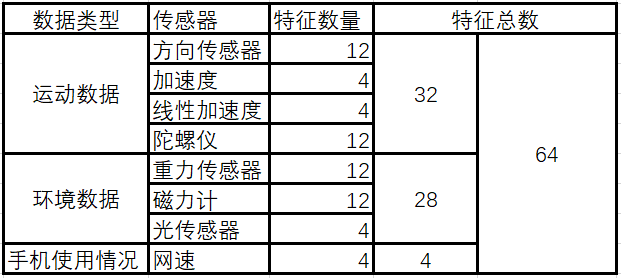 数据类型 传感器 特征数量 特征总数
运动数据 方向传感器 12 32 64
加速度 4
线性加速度 4
陀螺仪 12
环境数据 重力传感器 12 28
磁力计 12
光传感器 4
手机使用情况 网速 4 4